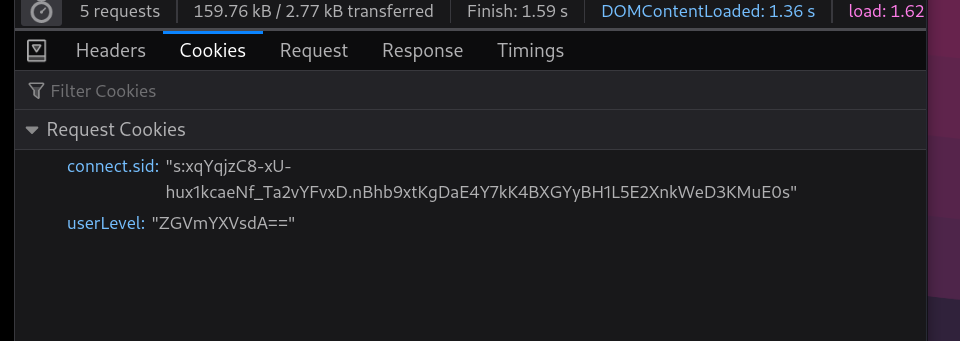 5 requests 159.76 kB / 2.77 kB transferred Finish: 1.59 s DOMContentLoaded: 1.36 s load: 1.62
Headers Cookies Request Response Timings
Filter Cookies
Request Cookies
connect.sid: "s:xqYqjzC8-xU-
hux1kcaeNf_Ta2vYFvxD.nBhb9xtKgDaE4Y7kK4BXGYyBH1L5E2XnkWeD3KMuE0s"
userLevel: "ZGVmYXVsdA=="